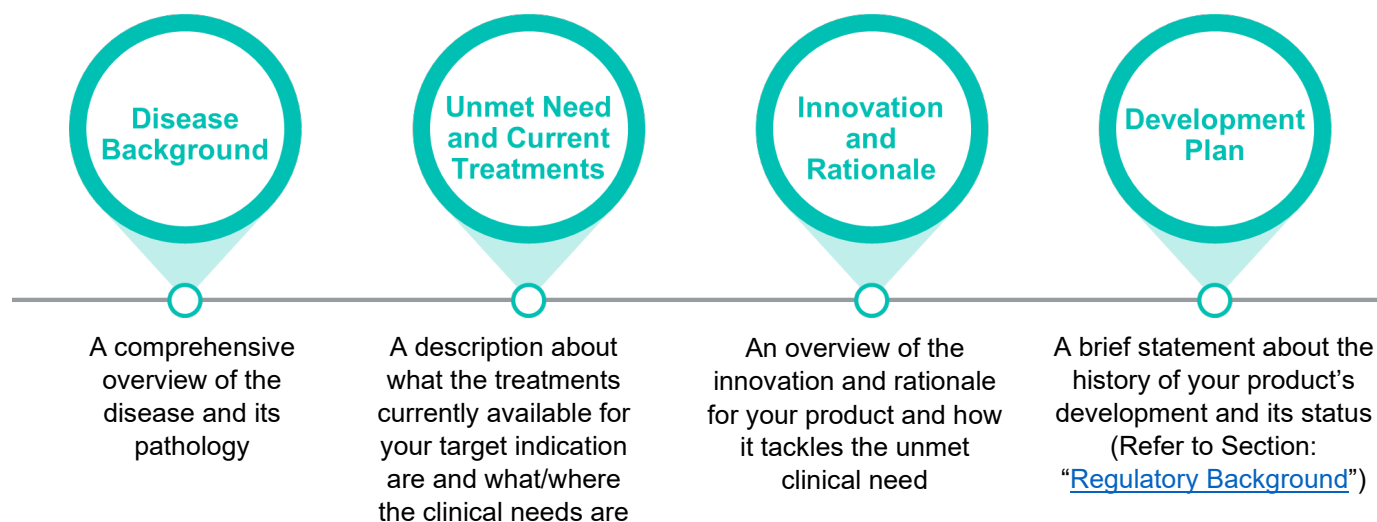 Disease
Background
Unmet Need
and Current
Treatments
Innovation
and
Rationale
Development
Plan
A comprehensive
overview of the
disease and its
pathology
A description about
what the treatments
currently available for
your target indication
are and what/where
the clinical needs are
An overview of the
innovation and rationale
for your product and how
it tackles the unmet
clinical need
A brief statement about the
history of your product’s
development and its status
(Refer to Section:
“Regulatory Background”)